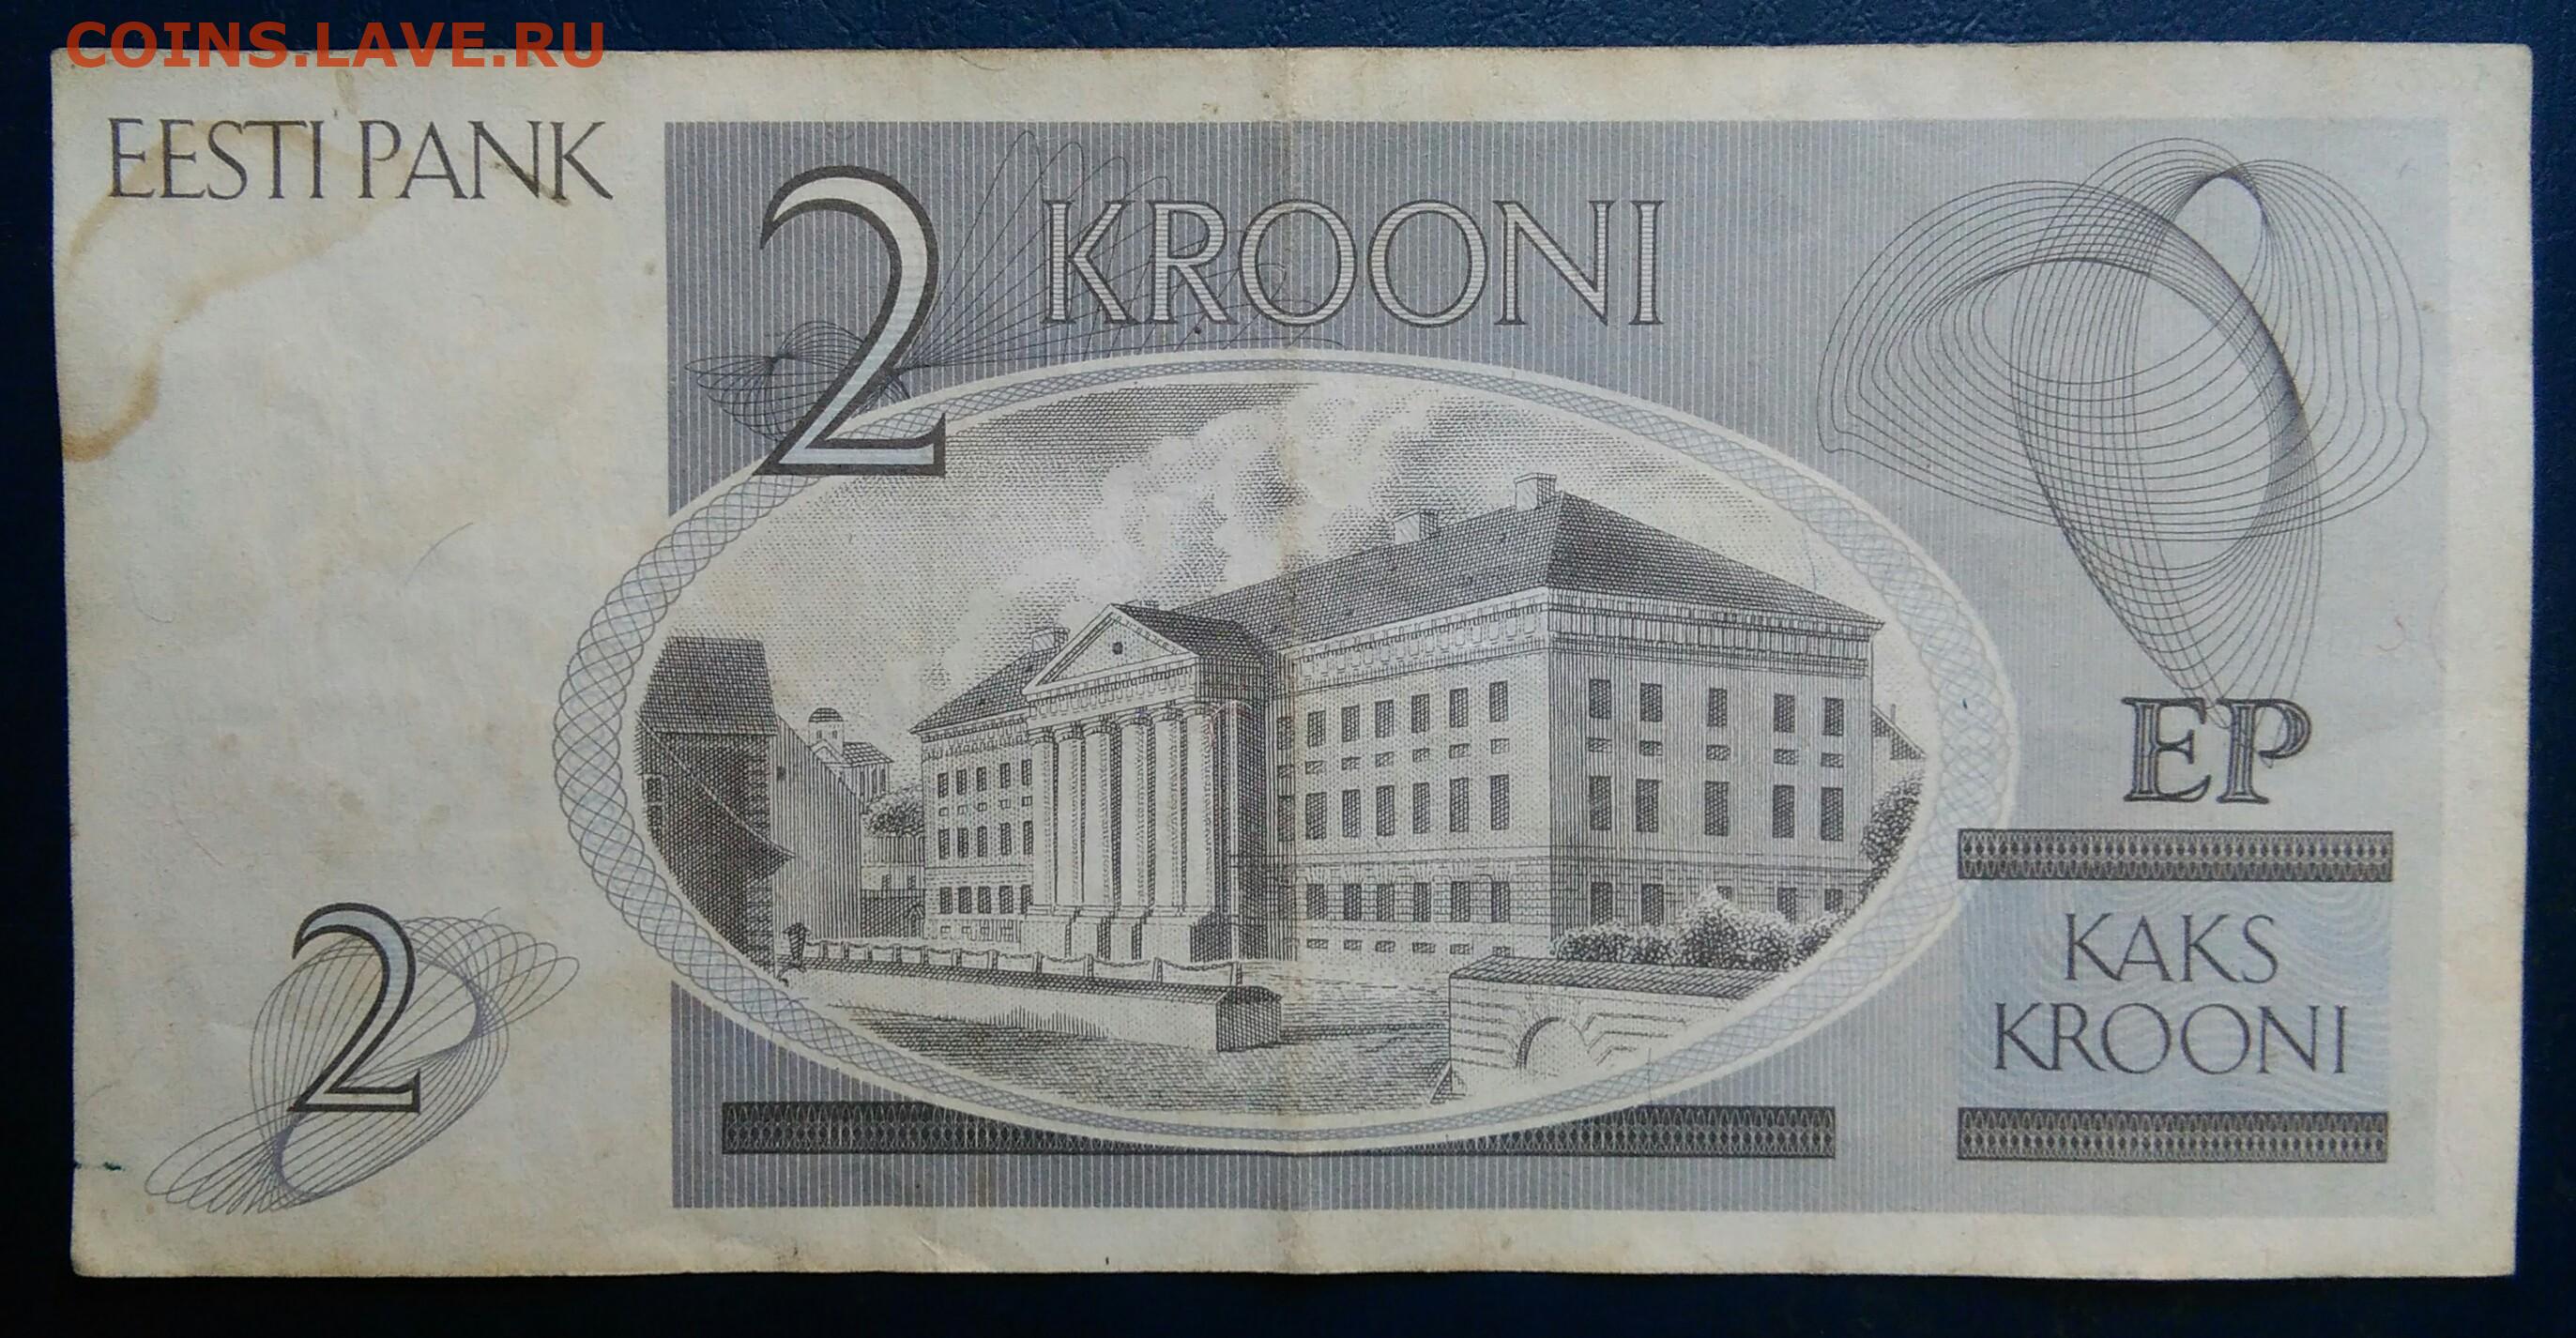 COINS.LAVE.RU
EESTI PANK
2 KROONI
EP
KAKS
KROONI
2